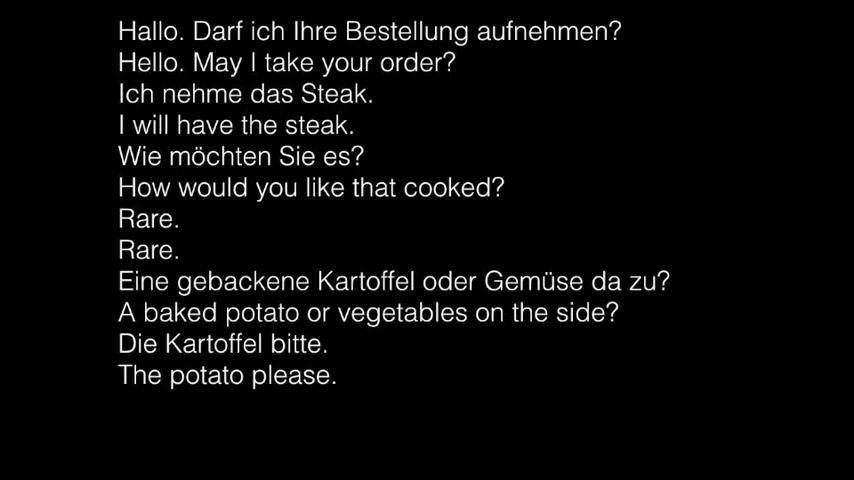 Hallo. Darf ich Ihre Bestellung aufnehmen?
Hello. May I take your order?
Ich nehme das Steak.
I will have the steak.
Wie möchten Sie es?
How would you like that cooked?
Rare.
Rare.
Eine gebackene Kartoffel oder Gemüse da zu?
A baked potato or vegetables on the side?
Die Kartoffel bitte.
The potato please.